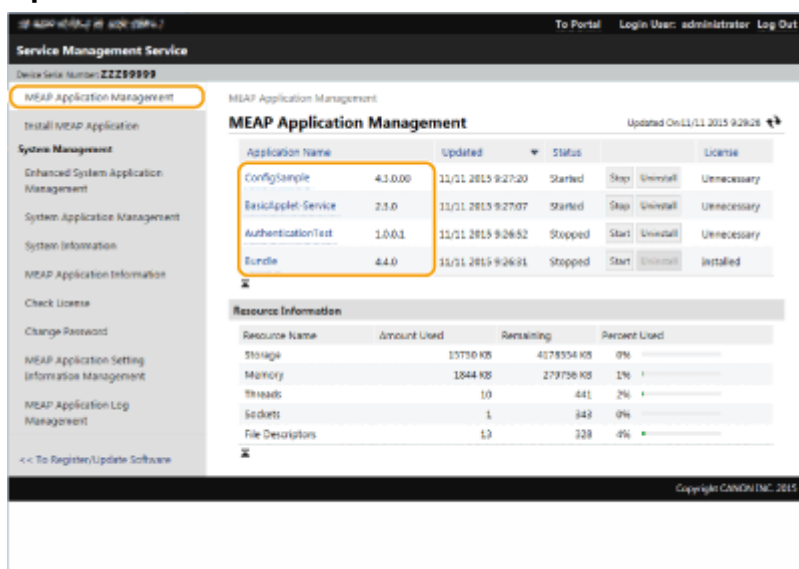 To Portal Login User: administrator Log Out
Service Management Service
Device Serial Number: ZZZ99999
MEAP Application Management
Install MEAP Application
System Management
Enhanced System Application
Management
System Application Management
System Information
MEAP Application Information
Check License
Change Password
MEAP Application Setting
Information Management
MEAP Application Log
Management
<< To Register/Update Software
MEAP Application Management
MEAP Application Management
Updated On:11/11 2015 9:29:26
Application Name Updated Status License
ConfigSample 4.3.0.00 11/11 2015 9:27:20 Started Stop Uninstall Unnecessary
BasicApplet-Service 2.3.0 11/11 2015 9:27:07 Started Stop Uninstall Unnecessary
AuthenticationTest 1.0.0.1 11/11 2015 9:26:52 Stopped Start Uninstall Unnecessary
Bundle 4.4.0 11/11 2015 9:26:31 Stopped Start Uninstall Installed
Resource Information
Resource Name Amount Used Remaining Percent Used
Storage 15750 KB 4178554 KB 0%
Memory 1844 KB 279756 KB 1%
Threads 10 441 2%
Sockets 1 343 0%
File Descriptors 13 328 4%
Copyright CANON INC. 2015